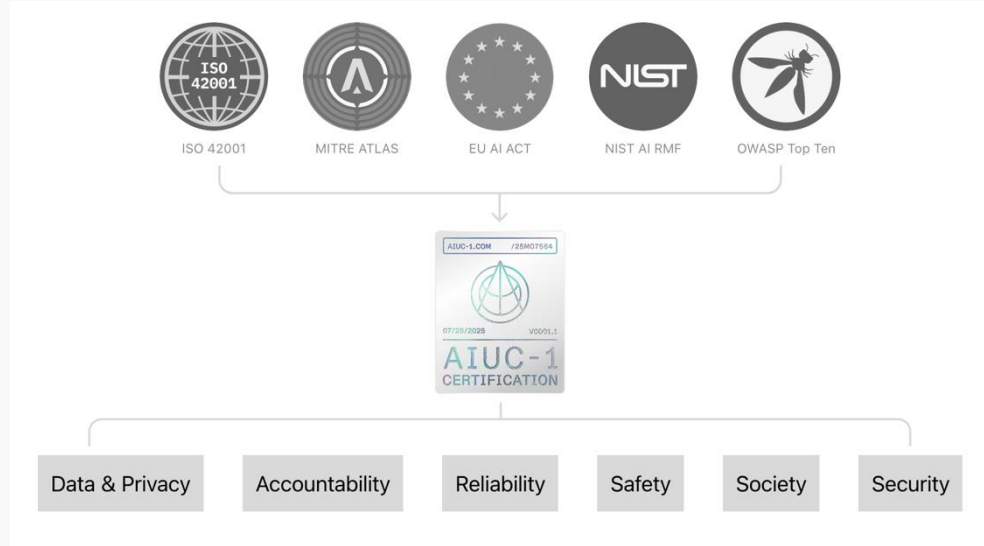 ISO
42001
NIST
ISO 42001
MITRE ATLAS
EU AI ACT
NIST AI RMF
OWASP Top Ten
AIUC-1.COM /25M07564
07/25/2025 V0001.1
AIUC-1
CERTIFICATION
Data & Privacy
Accountability
Reliability
Safety
Society
Security